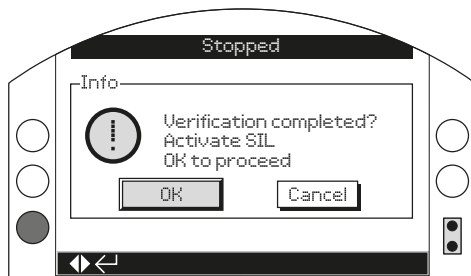 Stopped
Info
Verification completed?
Activate SIL
OK to proceed
OK Cancel